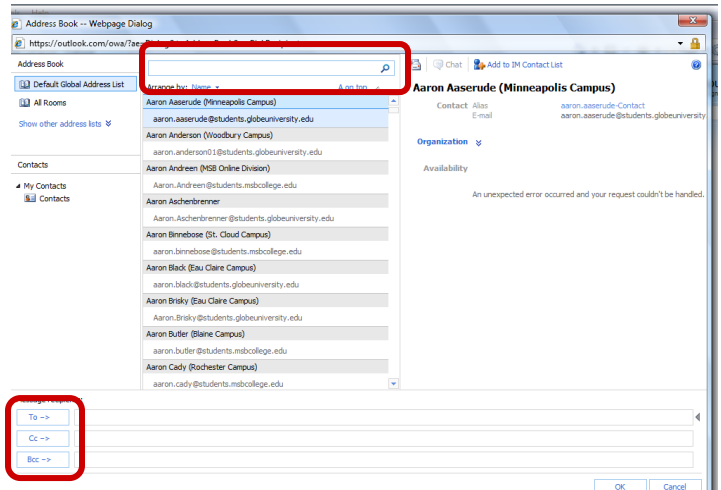 Address Book -- Webpage Dialog
https://outlook.com/owa/?ae
Address Book
Default Global Address List
All Rooms
Show other address lists
Contacts
My Contacts
Contacts
Arrange by: Name
A on top
Aaron Aaserude (Minneapolis Campus)
aaron.aaserude@students.globeuniversity.edu
Aaron Anderson (Woodbury Campus)
aaron.anderson01@students.globeuniversity.edu
Aaron Andreen (MSB Online Division)
Aaron.Andreen@students.msbcollege.edu
Aaron Aschenbrenner
Aaron.Aschenbrenner@students.globeuniversity.edu
Aaron Binnebose (St. Cloud Campus)
aaron.binnebose@students.msbcollege.edu
Aaron Black (Eau Claire Campus)
aaron.black@students.globeuniversity.edu
Aaron Brisky (Eau Claire Campus)
Aaron.Brisky@students.globeuniversity.edu
Aaron Butler (Blaine Campus)
aaron.butler@students.msbcollege.edu
Aaron Cady (Rochester Campus)
aaron.cady@students.msbcollege.edu
Chat Add to IM Contact List
Aaron Aaserude (Minneapolis Campus)
Contact Alias aaron.aaserude-Contact
E-mail aaron.aaserude@students.globeuniversity
Organization
Availability
An unexpected error occurred and your request couldn't be handled.
To ->
Cc ->
Bcc ->
OK Cancel